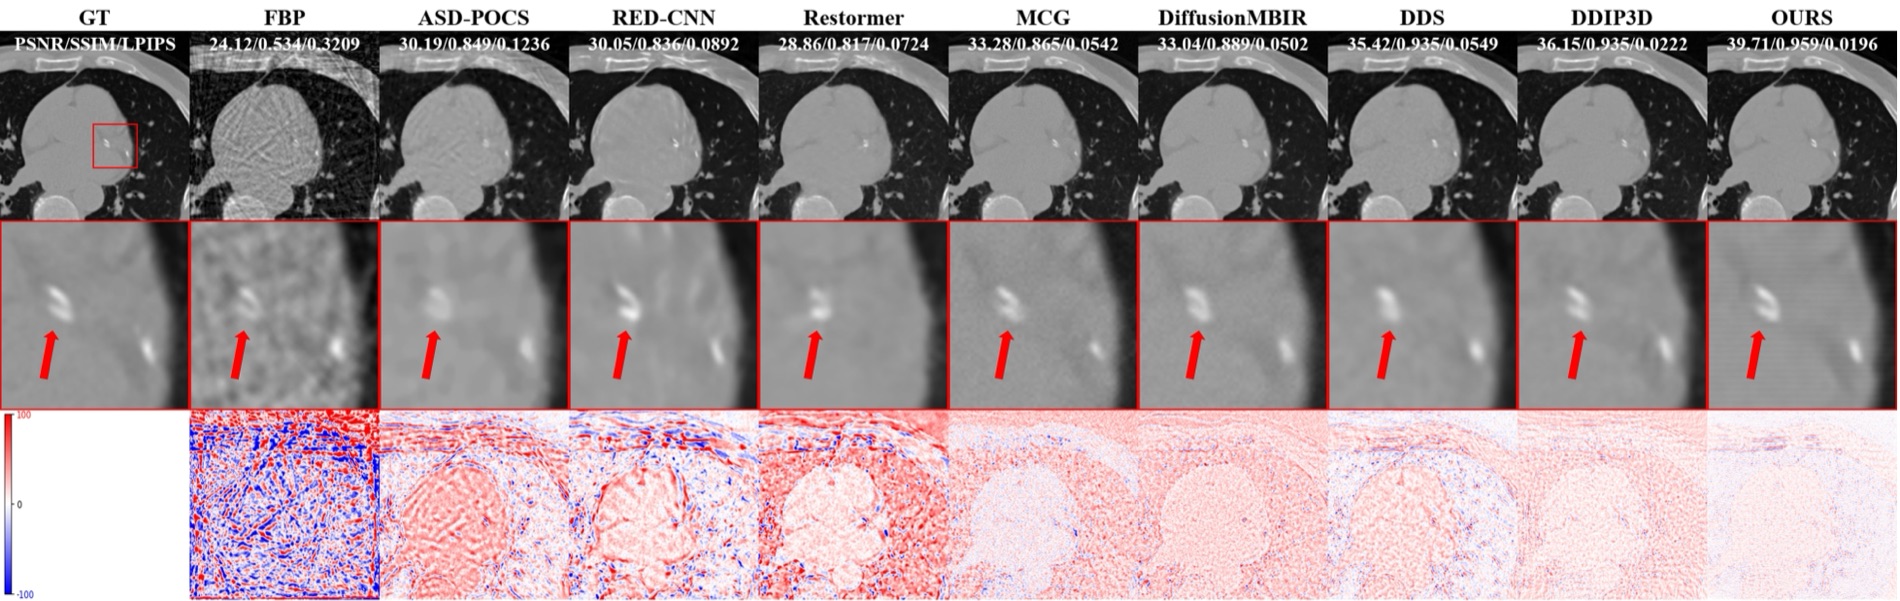 GT FBP ASD-POCS RED-CNN Restormer MCG DiffusionMBIR DDS DDIP3D OURS
PSNR/SSIM/LPIPS 24.12/0.534/0.3209 30.19/0.849/0.1236 30.05/0.836/0.0892 28.86/0.817/0.0724 33.28/0.865/0.0542 33.04/0.889/0.0502 35.42/0.935/0.0549 36.15/0.935/0.0222 39.71/0.959/0.0196
100
0
-100